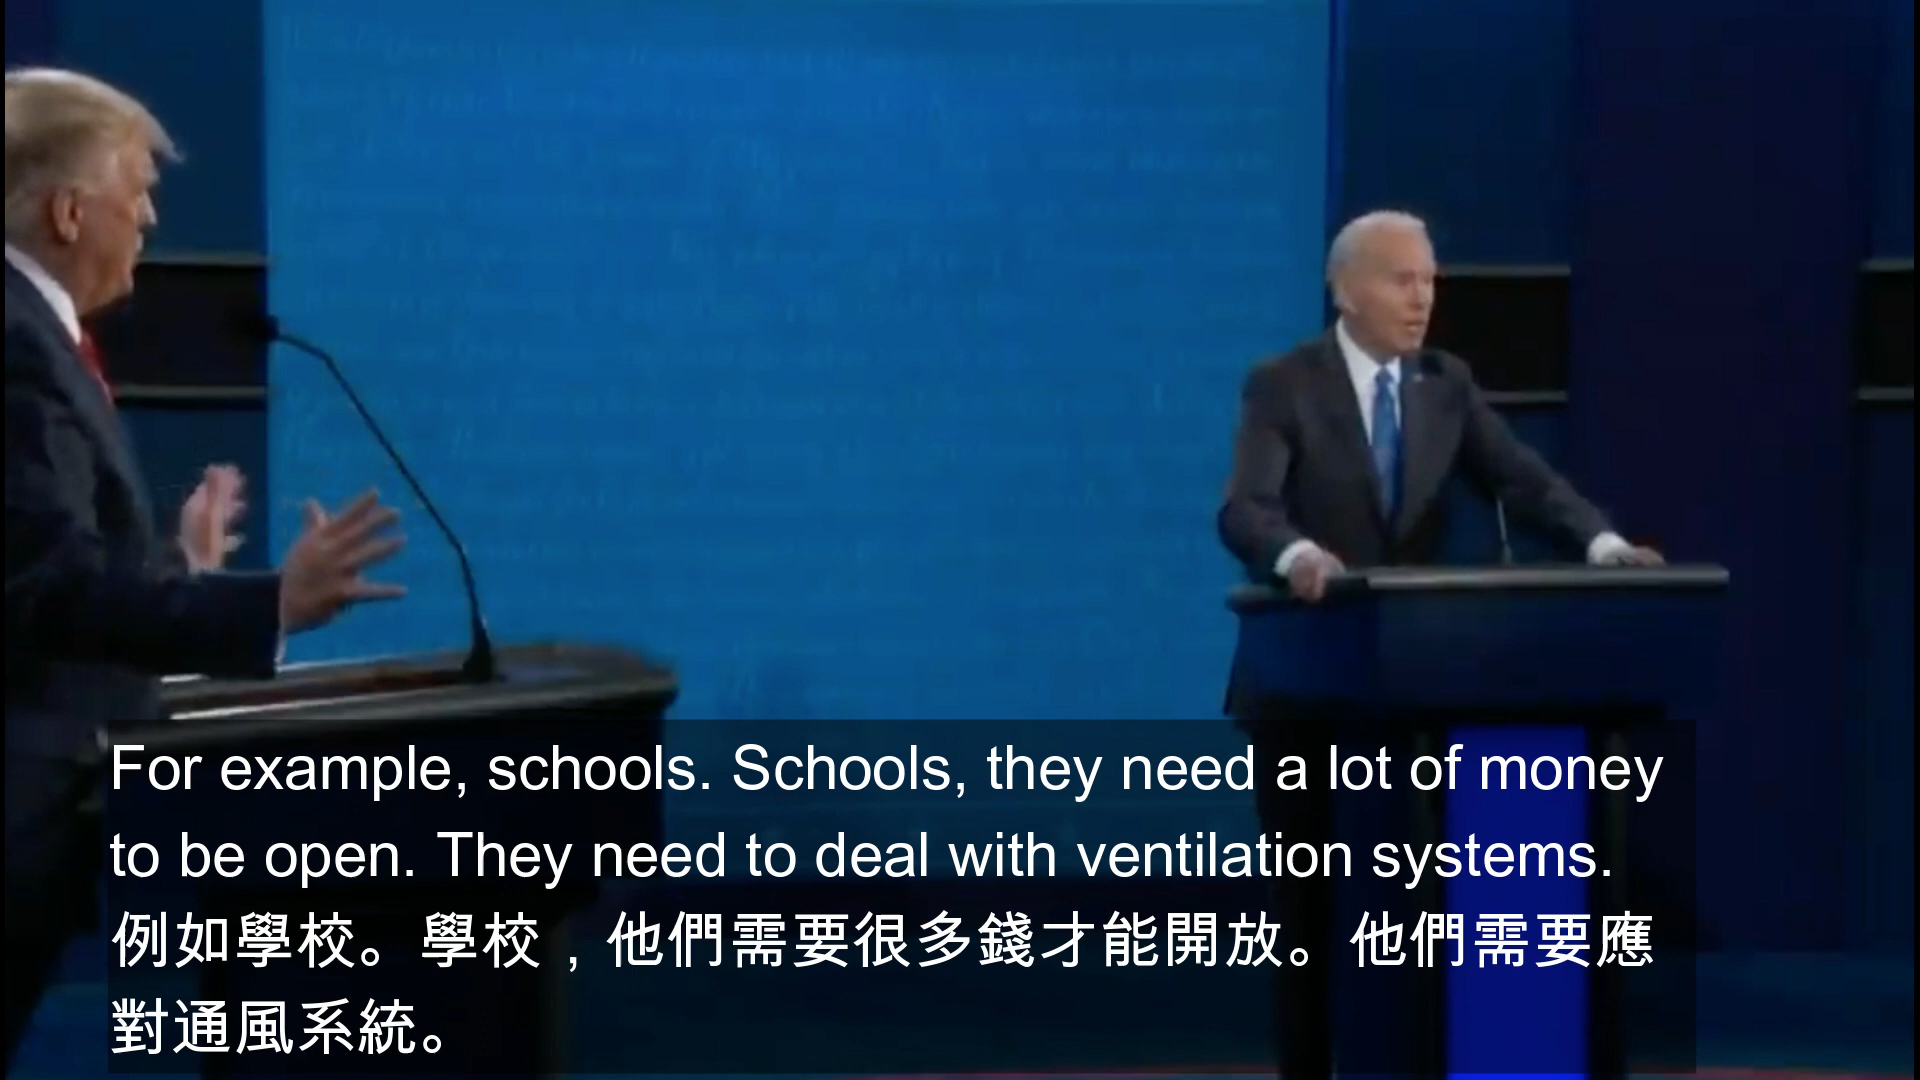 For example, schools. Schools, they need a lot of money
to be open. They need to deal with ventilation systems.
例如學校。學校，他們需要很多錢才能開放。他們需要應
對通風系統。